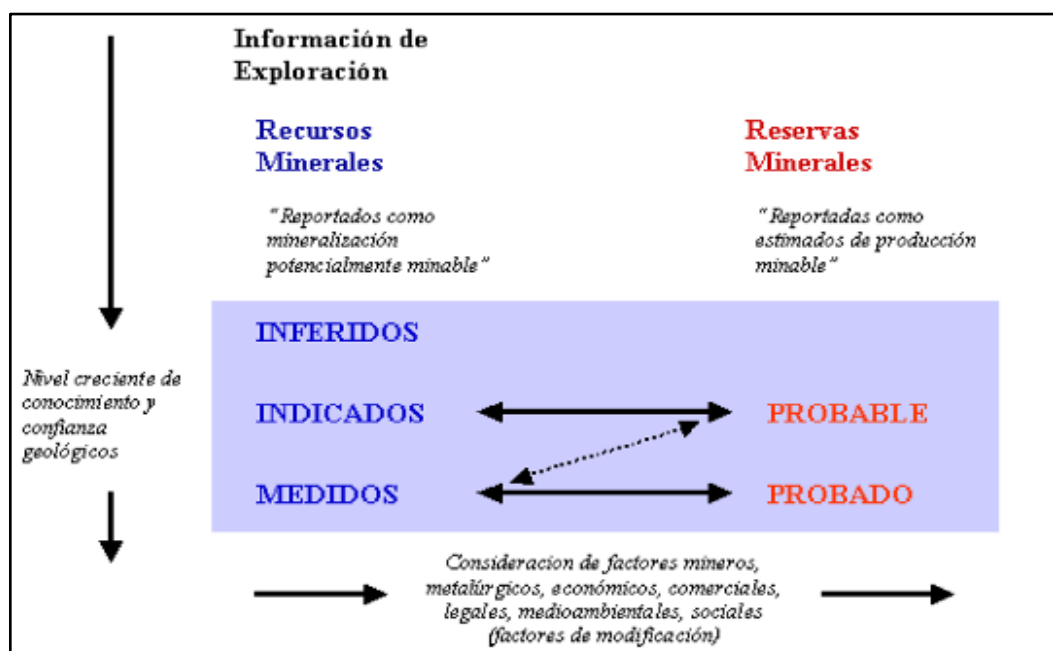 Información de
Exploración
Recursos
Minerales
Reservas
Minerales
"Reportados como
mineralización
potencialmente minable"
"Reportadas como
estimados de producción
minable"
INFERIDOS
Nivel creciente de
conocimiento y
confianza
geológicos
INDICADOS
PROBABLE
MEDIDOS
PROBADO
Consideracion de factores mineros,
metalúrgicos, económicos, comerciales,
legales, medioambientales, sociales
(factores de modificación)